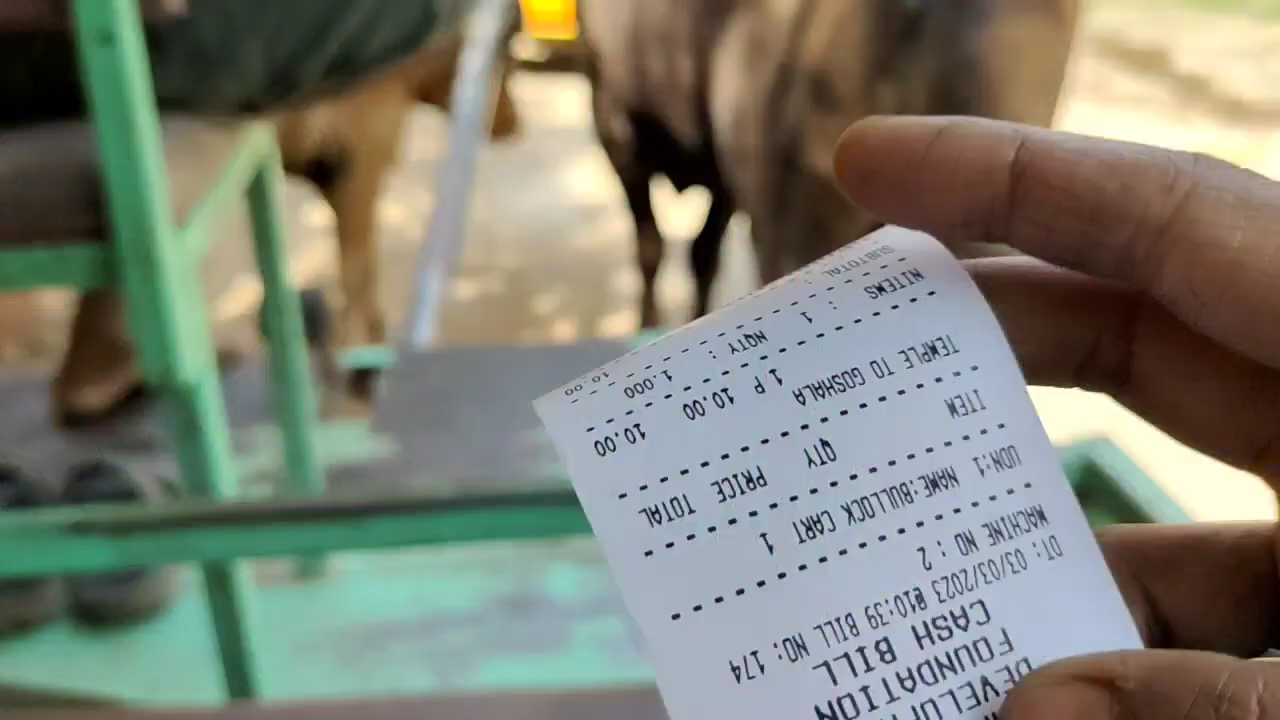 FOUNDATION
CASH BILL
DT: 03/03/2023 @10:39 BILL NO: 174
MACHINE NO : 2
UDN:1 NAME:BULLOCK CART 1
ITEM QTY PRICE TOTAL
TEMPLE TO GOSHALA
1 P 10.00 10.00
NITEMS : 1 NQTY : 1.000
SUBTOTAL 10.00